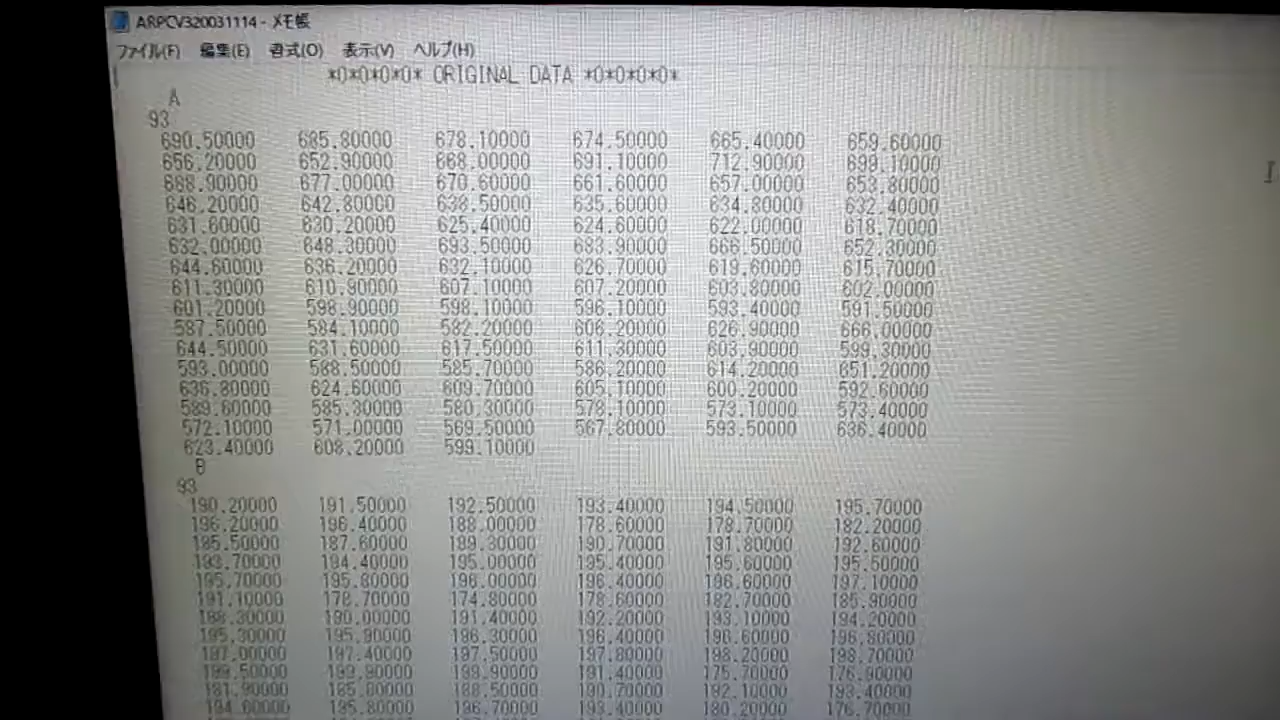 ARPCV320031114 - メモ帳
ファイル(F) 編集(E) 書式(O) 表示(V) ヘルプ(H)
*0*0*0*0* ORIGINAL DATA *0*0*0*0*
A
93
690.50000 685.80000 678.10000 674.50000 665.40000 659.60000
656.20000 652.90000 668.00000 691.10000 712.90000 699.10000
688.90000 677.00000 670.60000 661.60000 657.00000 653.80000
646.20000 642.80000 638.50000 635.60000 634.80000 632.40000
631.60000 630.20000 625.40000 624.60000 622.00000 618.70000
632.00000 648.30000 693.50000 683.90000 666.50000 652.30000
644.60000 636.20000 632.10000 626.70000 619.60000 615.70000
611.30000 610.90000 607.10000 607.20000 603.80000 602.00000
601.20000 598.90000 598.10000 596.10000 593.40000 591.50000
587.50000 584.10000 582.20000 606.20000 626.90000 666.00000
644.50000 631.60000 617.50000 611.30000 603.90000 599.30000
593.00000 588.50000 585.70000 586.20000 614.20000 651.20000
636.80000 624.60000 609.70000 605.10000 600.20000 592.60000
589.60000 585.30000 580.30000 578.10000 573.10000 573.40000
572.10000 571.00000 569.50000 567.80000 593.50000 636.40000
623.40000 608.20000 599.10000
B
93
190.20000 191.50000 192.50000 193.40000 194.50000 195.70000
196.20000 196.40000 188.00000 178.60000 178.70000 182.20000
185.50000 187.60000 189.30000 190.70000 191.80000 192.60000
193.70000 194.40000 195.00000 195.40000 195.60000 195.50000
195.70000 195.80000 196.00000 196.40000 196.60000 197.10000
191.10000 178.70000 174.80000 178.60000 182.70000 185.90000
188.30000 190.00000 191.40000 192.20000 193.10000 194.20000
195.30000 195.90000 196.30000 196.40000 196.60000 196.80000
197.00000 197.40000 197.50000 197.80000 198.20000 198.70000
199.50000 199.90000 199.90000 191.40000 175.70000 176.90000
181.90000 185.80000 188.50000 190.70000 192.10000 193.40000
194.60000 195.80000 196.70000 193.40000 180.20000 176.70000